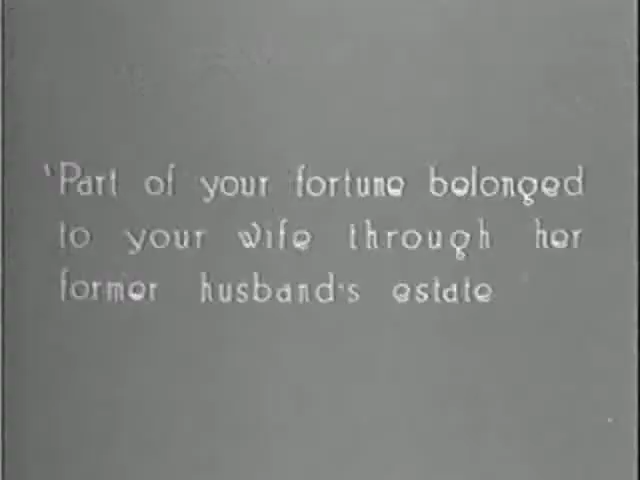 'Part of your fortune belonged
to your wife through her
former husband's estate